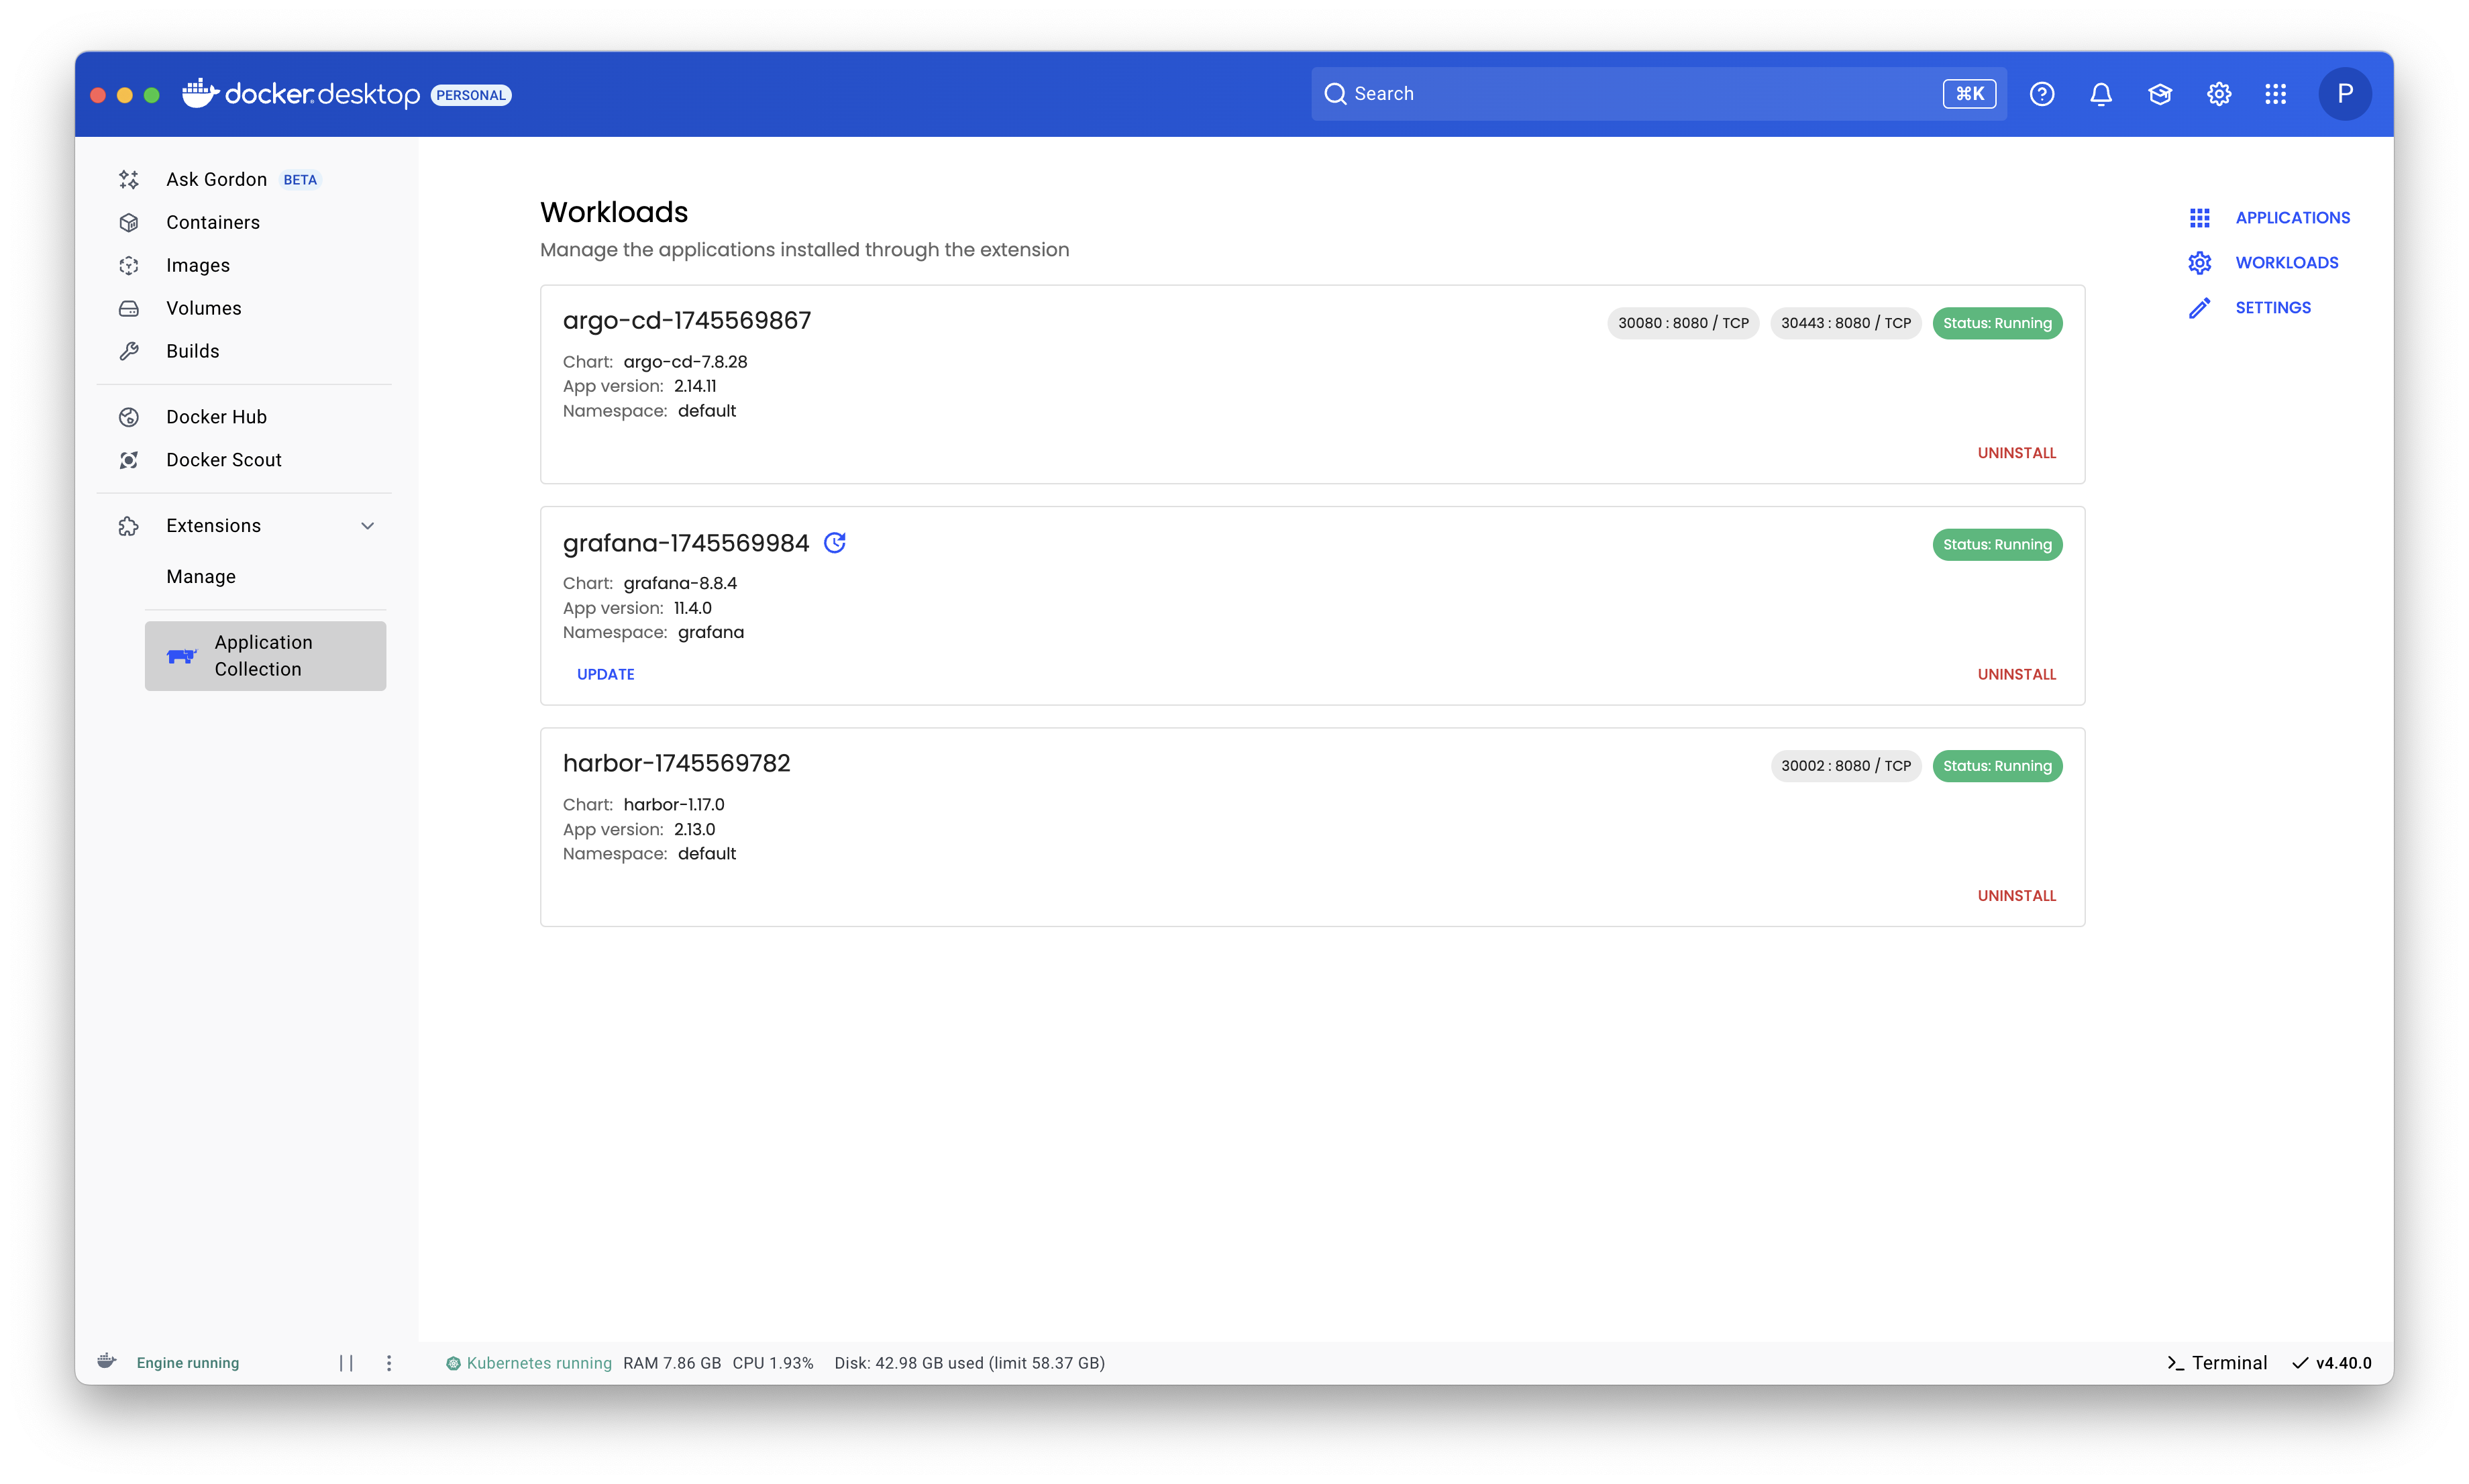 docker.desktop PERSONAL
Search ⌘K
P
Ask Gordon BETA
Containers
Images
Volumes
Builds
Docker Hub
Docker Scout
Extensions
Manage
Application
Collection
Workloads
Manage the applications installed through the extension
argo-cd-1745569867
30080 : 8080 / TCP 30443 : 8080 / TCP Status: Running
Chart: argo-cd-7.8.28
App version: 2.14.11
Namespace: default
UNINSTALL
grafana-1745569984
Status: Running
Chart: grafana-8.8.4
App version: 11.4.0
Namespace: grafana
UPDATE
UNINSTALL
harbor-1745569782
30002 : 8080 / TCP Status: Running
Chart: harbor-1.17.0
App version: 2.13.0
Namespace: default
UNINSTALL
APPLICATIONS
WORKLOADS
SETTINGS
Engine running
Kubernetes running RAM 7.86 GB CPU 1.93% Disk: 42.98 GB used (limit 58.37 GB)
Terminal
v4.40.0